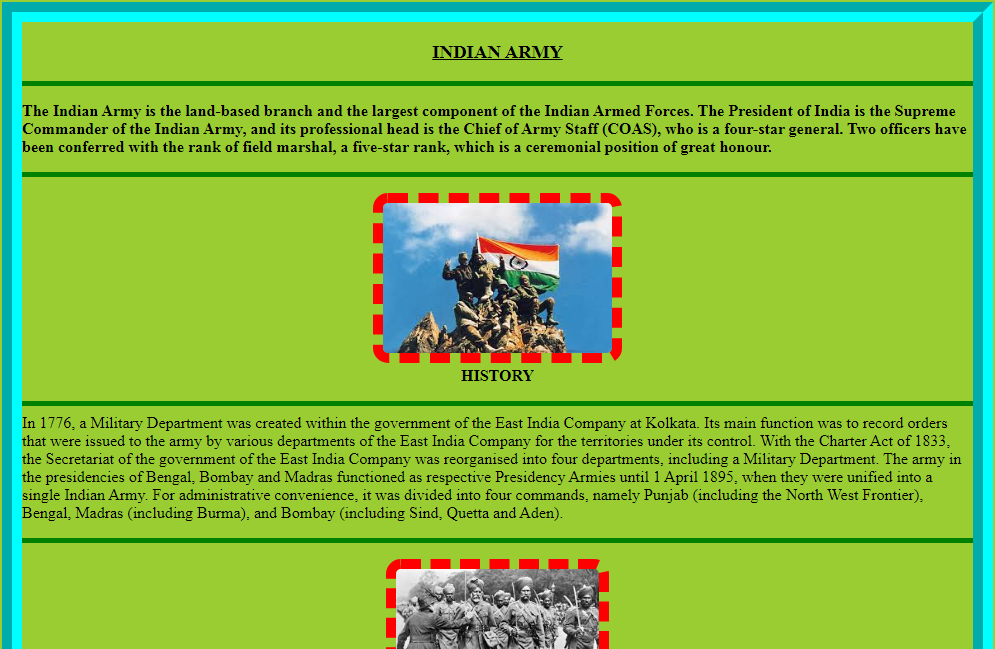 INDIAN ARMY
The Indian Army is the land-based branch and the largest component of the Indian Armed Forces. The President of India is the Supreme
Commander of the Indian Army, and its professional head is the Chief of Army Staff (COAS), who is a four-star general. Two officers have
been conferred with the rank of field marshal, a five-star rank, which is a ceremonial position of great honour.
HISTORY
In 1776, a Military Department was created within the government of the East India Company at Kolkata. Its main function was to record orders
that were issued to the army by various departments of the East India Company for the territories under its control. With the Charter Act of 1833,
the Secretariat of the government of the East India Company was reorganised into four departments, including a Military Department. The army in
the presidencies of Bengal, Bombay and Madras functioned as respective Presidency Armies until 1 April 1895, when they were unified into a
single Indian Army. For administrative convenience, it was divided into four commands, namely Punjab (including the North West Frontier),
Bengal, Madras (including Burma), and Bombay (including Sind, Quetta and Aden).